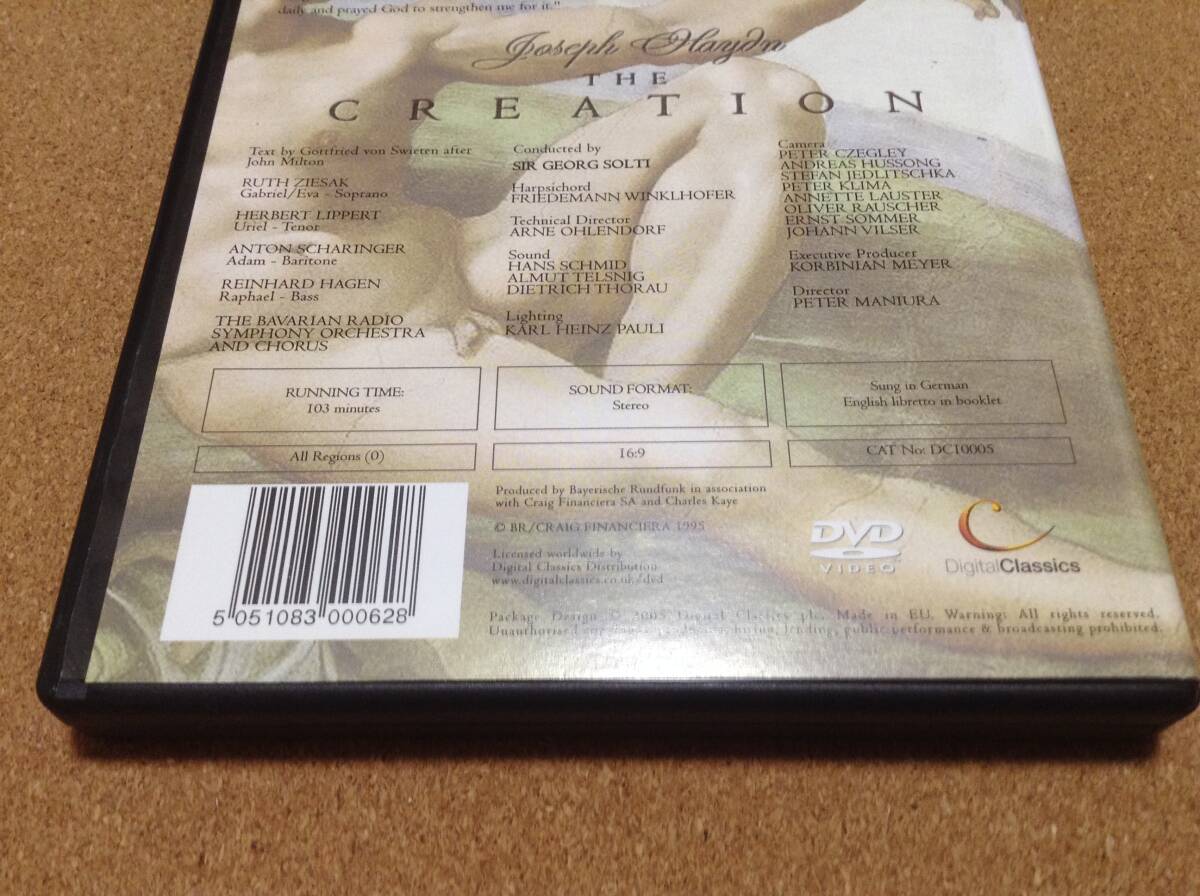 daily and prayed God to strengthen me for it."
Joseph Haydn
THE
CREATION
Text by Gottfried von Swieten after
John Milton
RUTH ZIESAK
Gabriel/Eva - Soprano
HERBERT LIPPERT
Uriel - Tenor
ANTON SCHARINGER
Adam - Baritone
REINHARD HAGEN
Raphael - Bass
THE BAVARIAN RADIO
SYMPHONY ORCHESTRA
AND CHORUS
Conducted by
SIR GEORG SOLTI
Harpsichord
FRIEDEMANN WINKLHOFER
Technical Director
ARNE OHLENDORF
Sound
HANS SCHMID
ALMUT TELSNIG
DIETRICH THORAU
Lighting
KARL HEINZ PAULI
Camera
PETER CZEGLEY
ANDREAS HUSSONG
STEFAN JEDLITSCHKA
PETER KLIMA
ANNETTE LAUSTER
OLIVER RAUSCHER
ERNST SOMMER
JOHANN VILSER
Executive Producer
KORBINIAN MEYER
Director
PETER MANIURA
RUNNING TIME:
103 minutes
SOUND FORMAT:
Stereo
Sung in German
English libretto in booklet
All Regions (0)
16:9
CAT No: DC10005
5 051083 000628
Produced by Bayerische Rundfunk in association
with Craig Financiera SA and Charles Kaye
© BR/CRAIG FINANCIERA 1995
Licensed worldwide by
Digital Classics Distribution
www.digitalclassics.co.uk/dvd
DVD
VIDEO
DigitalClassics
Package Design © 2005 Digital Classics plc. Made in EU. Warning: All rights reserved.
lending, public performance & broadcasting prohibited.